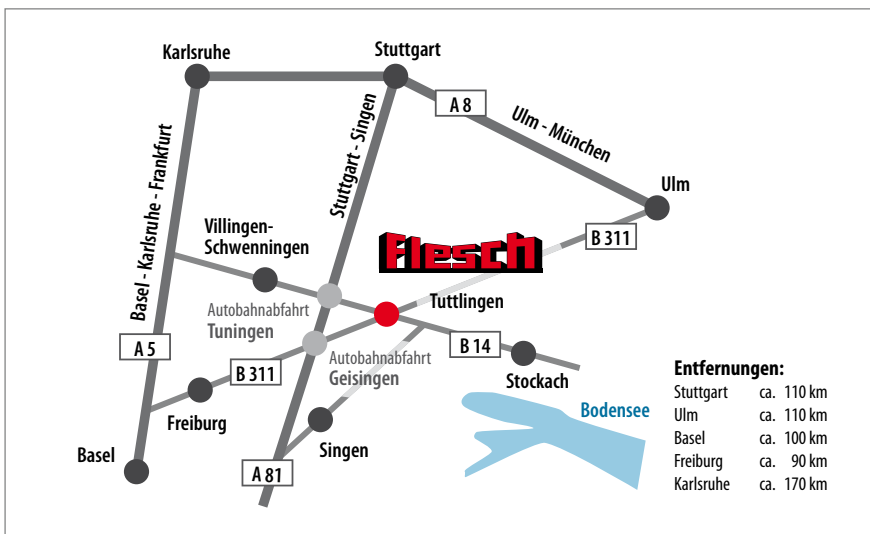 Karlsruhe
Stuttgart
A 8
Ulm - München
Ulm
B 311
Basel - Karlsruhe - Frankfurt
Stuttgart - Singen
Villingen-
Schwenningen
Flesch
Tuttlingen
Autobahnabfahrt
Tuningen
A 5
B 311
Autobahnabfahrt
Geisingen
B 14
Stockach
Freiburg
Basel
A 81
Singen
Bodensee
Entfernungen:
Stuttgart ca. 110 km
Ulm ca. 110 km
Basel ca. 100 km
Freiburg ca. 90 km
Karlsruhe ca. 170 km